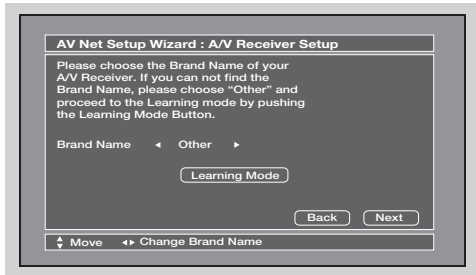 AV Net Setup Wizard : A/V Receiver Setup
Please choose the Brand Name of your
A/V Receiver. If you can not find the
Brand Name, please choose “Other” and
proceed to the Learning mode by pushing
the Learning Mode Button.
Brand Name ◀ Other ▶
Learning Mode
Back Next
▲▼ Move ◀▶ Change Brand Name